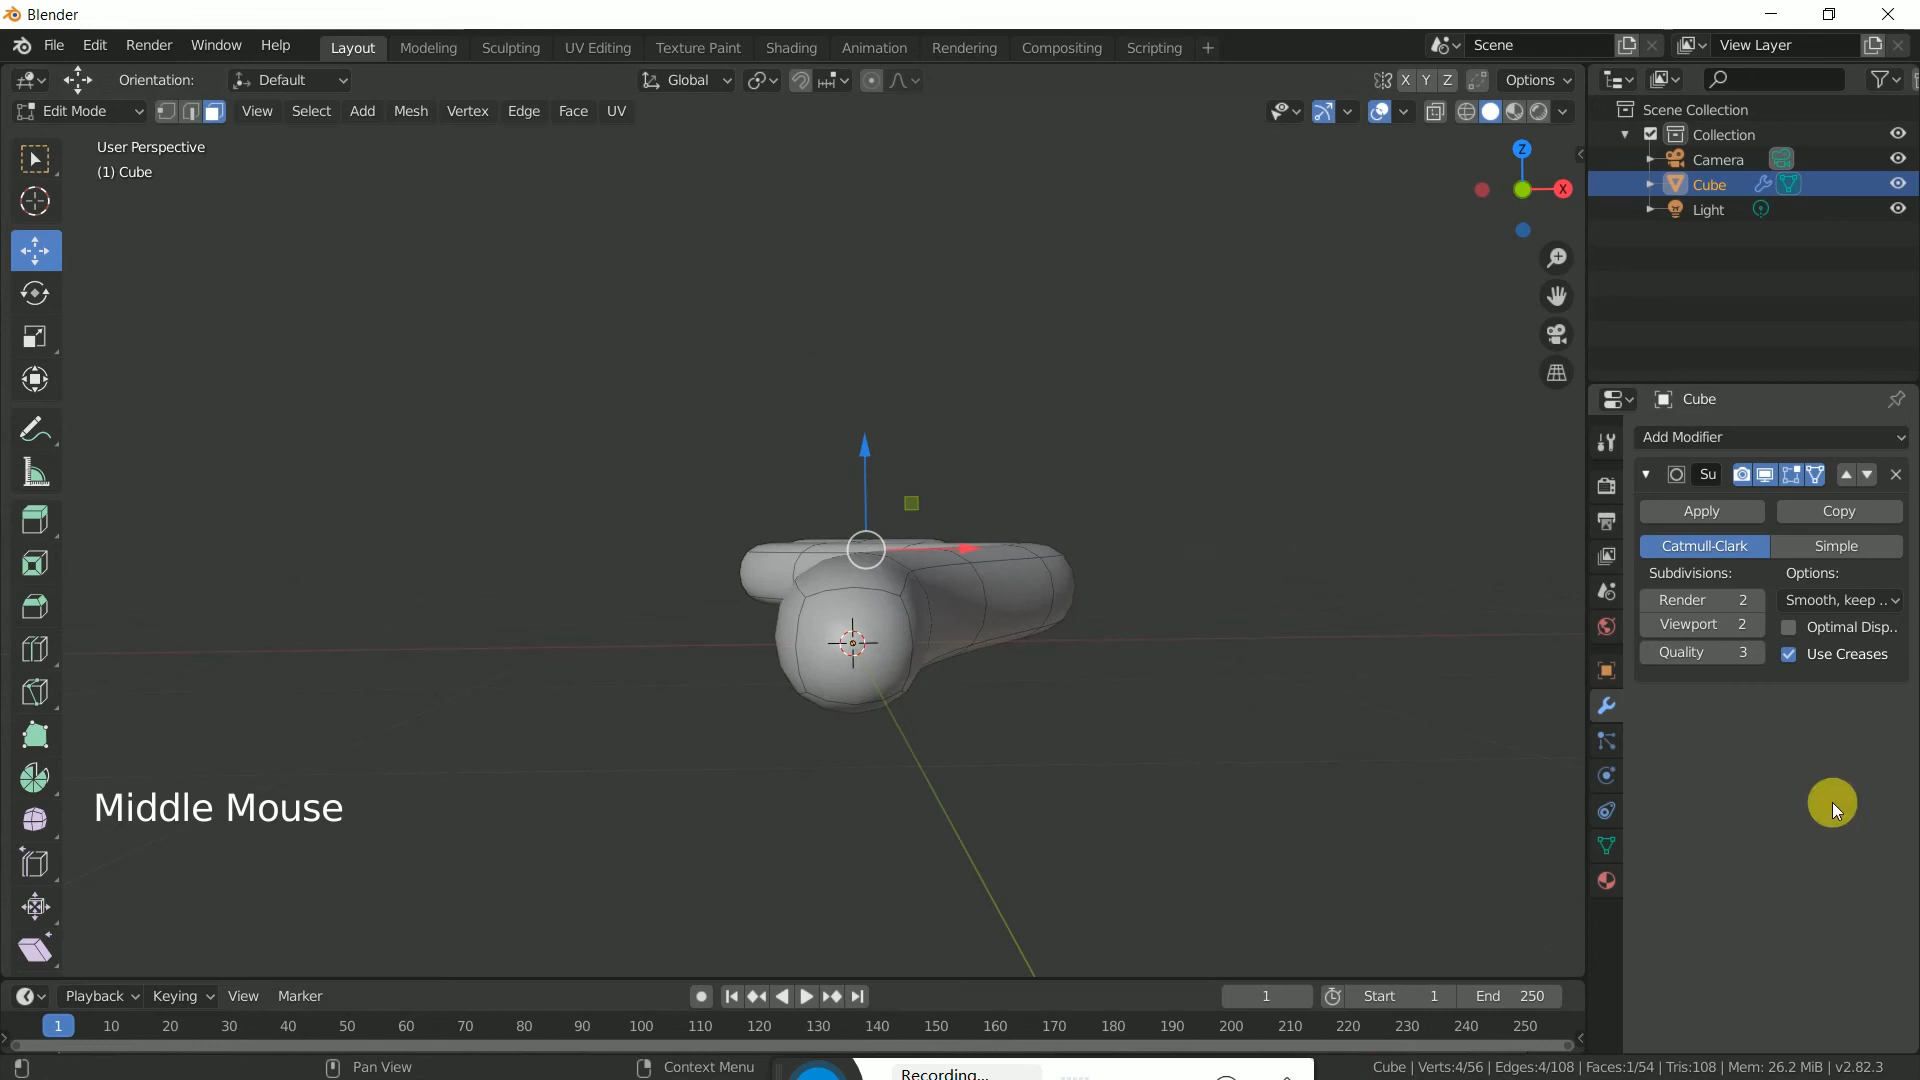 Blender
File Edit Render Window Help Layout Modeling Sculpting UV Editing Texture Paint Shading Animation Rendering Compositing Scripting + Scene View Layer
Orientation: Default Global X Y Z Options
Edit Mode View Select Add Mesh Vertex Edge Face UV
User Perspective
(1) Cube
Z
X
Scene Collection
Collection
Camera
Cube
Light
Cube
Add Modifier
Su
Apply Copy
Catmull-Clark Simple
Subdivisions: Options:
Render 2 Smooth, keep ..
Viewport 2 Optimal Disp..
Quality 3 Use Creases
Middle Mouse
Playback Keying View Marker 1 Start 1 End 250
1 10 20 30 40 50 60 70 80 90 100 110 120 130 140 150 160 170 180 190 200 210 220 230 240 250
Pan View Context Menu Recording... Cube | Verts:4/56 | Edges:4/108 | Faces:1/54 | Tris:108 | Mem: 26.2 MiB | v2.82.3